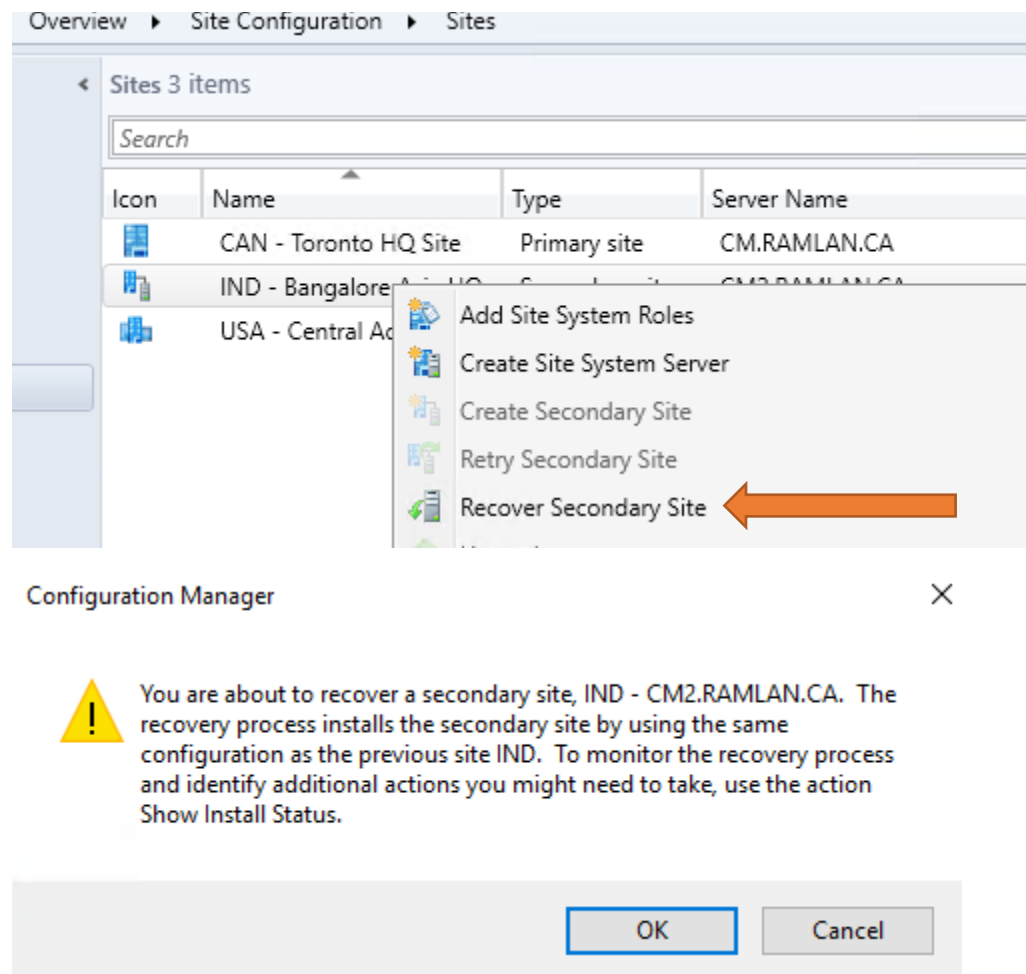 Overview ▸ Site Configuration ▸ Sites
Sites 3 items
Search
Icon Name Type Server Name
CAN - Toronto HQ Site Primary site CM.RAMLAN.CA
IND - Bangalore
USA - Central
Add Site System Roles
Create Site System Server
Create Secondary Site
Retry Secondary Site
Recover Secondary Site
Configuration Manager
You are about to recover a secondary site, IND - CM2.RAMLAN.CA. The
recovery process installs the secondary site by using the same
configuration as the previous site IND. To monitor the recovery process
and identify additional actions you might need to take, use the action
Show Install Status.
!
OK Cancel